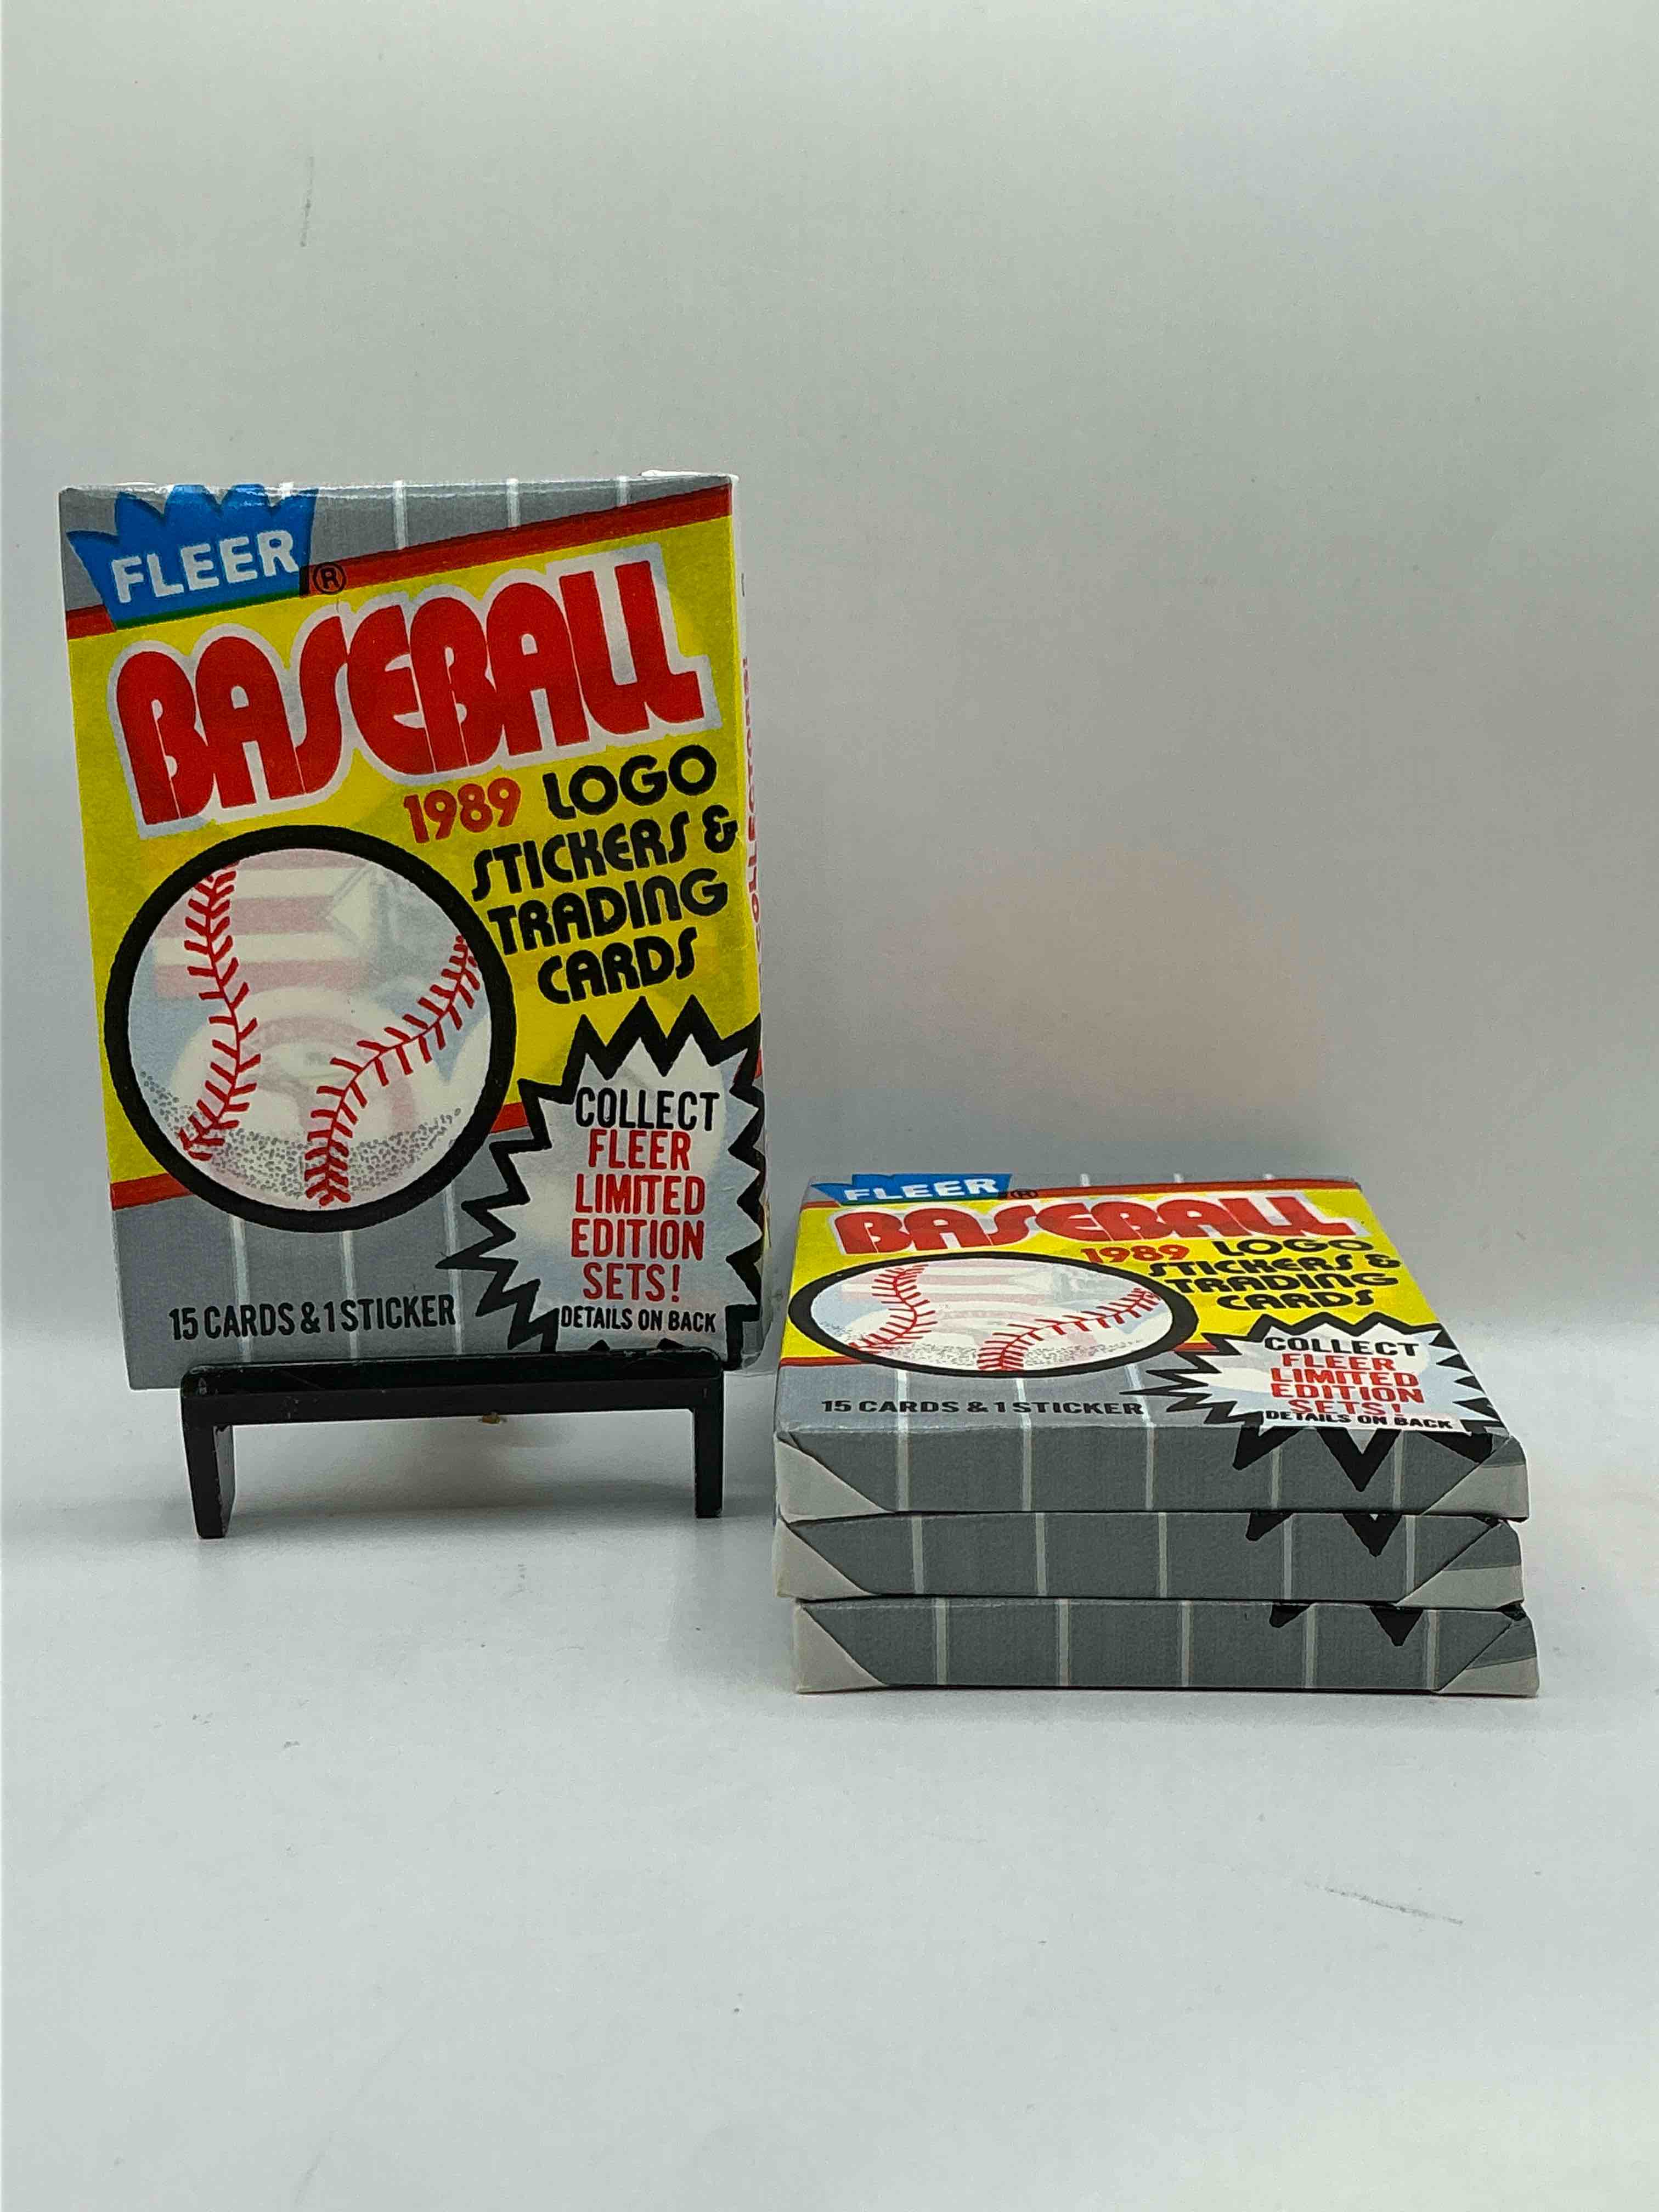 FLEER®
BASEBALL
1989 LOGO
STICKERS &
TRADING
CARDS
COLLECT
FLEER
LIMITED
EDITION
SETS!
DETAILS ON BACK
15 CARDS & 1 STICKER
FLEER®
BASEBALL
1989 LOGO
STICKERS &
TRADING
CARDS
COLLECT
FLEER
LIMITED
EDITION
SETS!
DETAILS ON BACK
15 CARDS & 1 STICKER